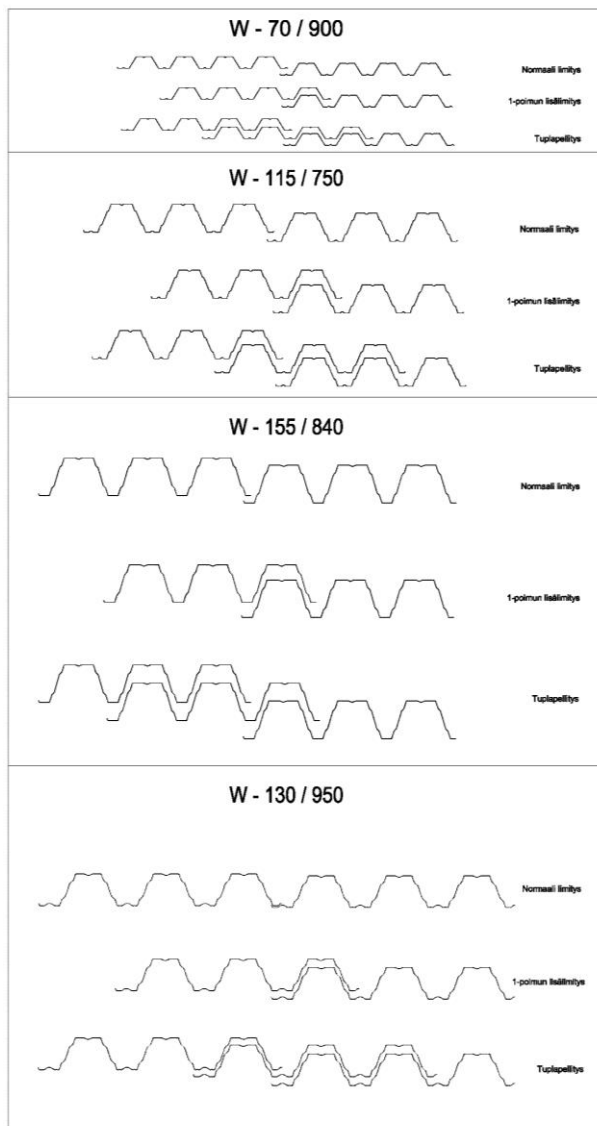 W - 70 / 900
Normaali limitys
1-poimun lisälimitys
Tuplapellitys
W - 115 / 750
Normaali limitys
1-poimun lisälimitys
Tuplapellitys
W - 155 / 840
Normaali limitys
1-poimun lisälimitys
Tuplapellitys
W - 130 / 950
Normaali limitys
1-poimun lisälimitys
Tuplapellitys